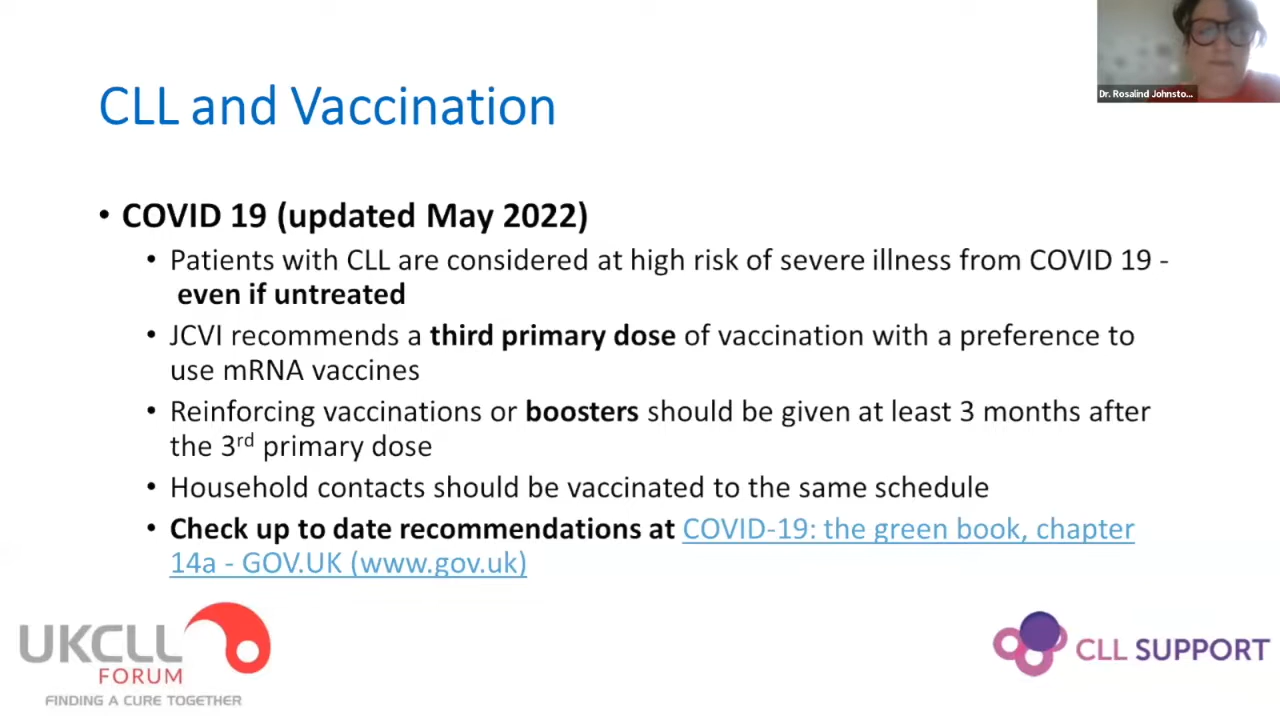 Dr. Rosalind Johnsto...
CLL and Vaccination
• COVID 19 (updated May 2022)
• Patients with CLL are considered at high risk of severe illness from COVID 19 -
even if untreated
• JCVI recommends a third primary dose of vaccination with a preference to
use mRNA vaccines
• Reinforcing vaccinations or boosters should be given at least 3 months after
the 3rd primary dose
• Household contacts should be vaccinated to the same schedule
• Check up to date recommendations at COVID-19: the green book, chapter
14a - GOV.UK (www.gov.uk)
UKCLL
FORUM
FINDING A CURE TOGETHER
CLL SUPPORT